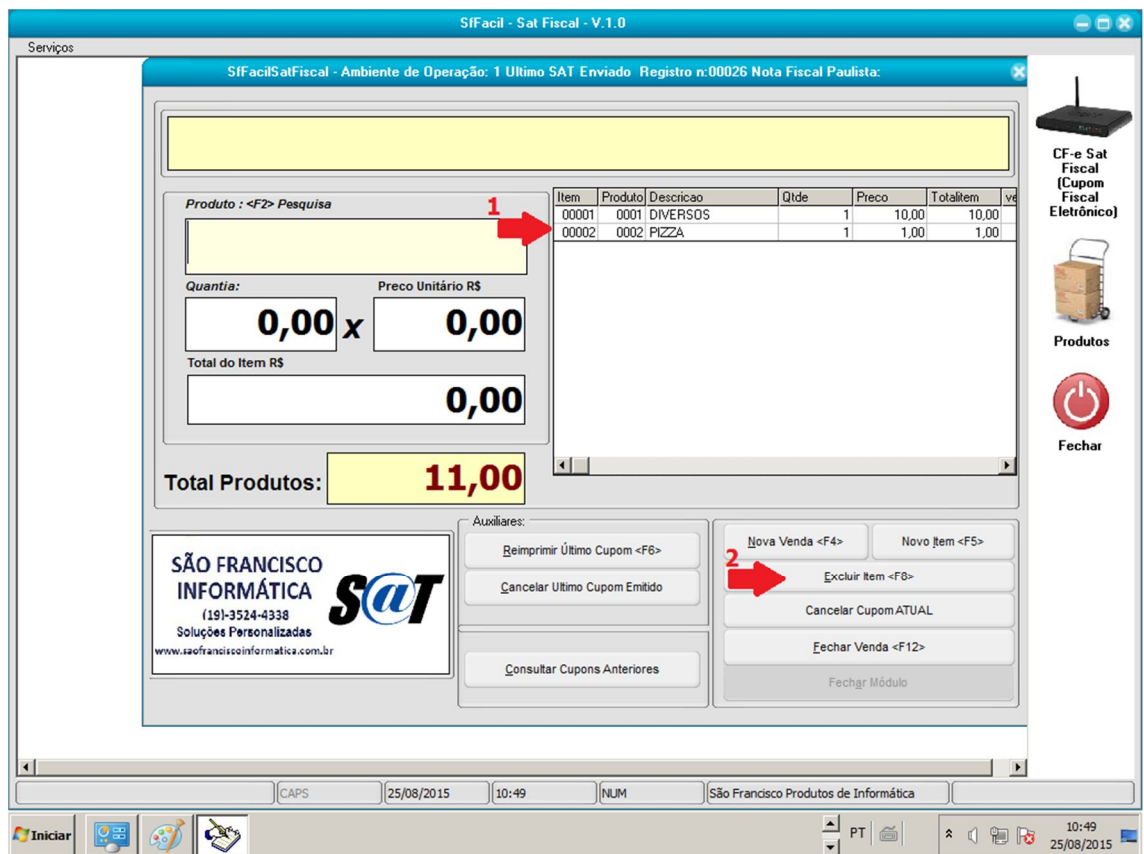 SfFacil - Sat Fiscal - V.1.0
Serviços
SfFacilSatFiscal - Ambiente de Operação: 1 Ultimo SAT Enviado Registro n:00026 Nota Fiscal Paulista:
CF-e Sat
Fiscal
(Cupom
Fiscal
Eletrônico)
Produtos
Fechar
Produto : <F2> Pesquisa
1
Item Produto Descricao Qtde Preco Totalitem ve
00001 0001 DIVERSOS 1 10,00 10,00
00002 0002 PIZZA 1 1,00 1,00
Quantia: Preco Unitário R$
0,00 x 0,00
Total do Item R$
0,00
Total Produtos: 11,00
SÃO FRANCISCO
INFORMÁTICA
(19)-3524-4338
Soluções Personalizadas
www.saofranciscoinformatica.com.br
S@T
Auxiliares:
Reimprimir Último Cupom <F6>
Cancelar Ultimo Cupom Emitido
Consultar Cupons Anteriores
Nova Venda <F4> Novo Item <F5>
2
Excluir Item <F8>
Cancelar Cupom ATUAL
Fechar Venda <F12>
Fechar Módulo
CAPS 25/08/2015 10:49 NUM São Francisco Produtos de Informática
Iniciar PT 10:49
25/08/2015